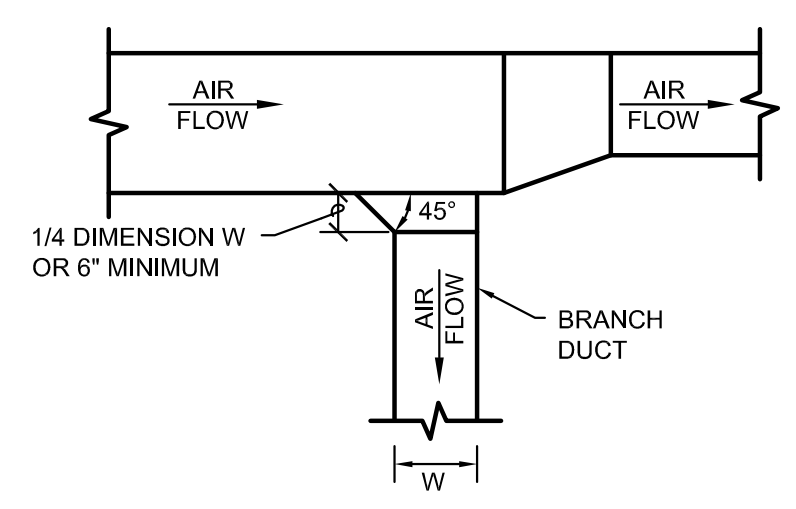 AIR
FLOW
AIR
FLOW
45°
1/4 DIMENSION W
OR 6" MINIMUM
AIR
FLOW
BRANCH
DUCT
W